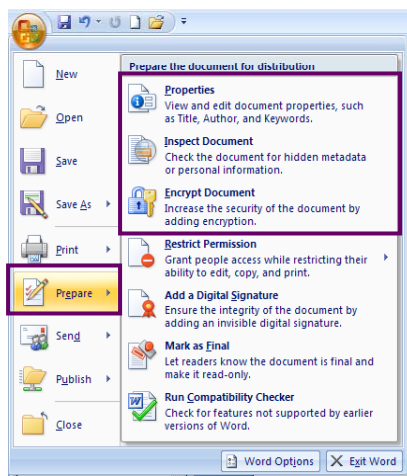 Prepare the document for distribution
New
Properties
View and edit document properties, such
as Title, Author, and Keywords.
Open
Inspect Document
Check the document for hidden metadata
or personal information.
Save
Encrypt Document
Increase the security of the document by
adding encryption.
Save As
Restrict Permission
Grant people access while restricting their
ability to edit, copy, and print.
Print
Prepare
Add a Digital Signature
Ensure the integrity of the document by
adding an invisible digital signature.
Send
Mark as Final
Let readers know the document is final and
make it read-only.
Publish
Run Compatibility Checker
Check for features not supported by earlier
versions of Word.
Close
Word Options
Exit Word